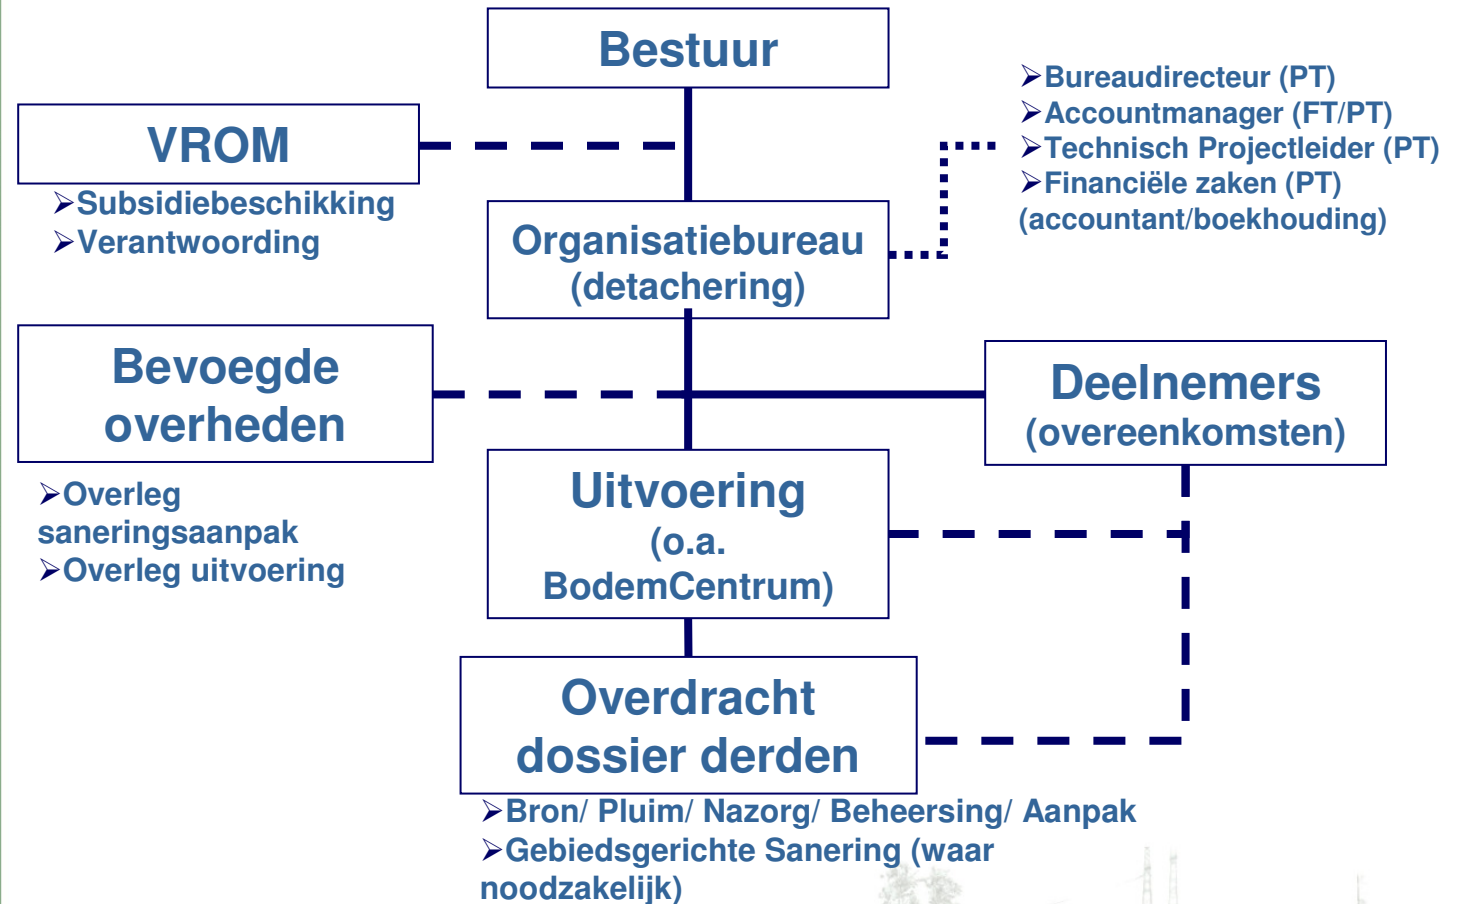 Bestuur
VROM
➢Subsidiebeschikking
➢Verantwoording
➢Bureaudirecteur (PT)
➢Accountmanager (FT/PT)
➢Technisch Projectleider (PT)
➢Financiële zaken (PT)
(accountant/boekhouding)
Organisatiebureau
(detachering)
Bevoegde
overheden
➢Overleg
saneringsaanpak
➢Overleg uitvoering
Deelnemers
(overeenkomsten)
Uitvoering
(o.a.
BodemCentrum)
Overdracht
dossier derden
➢Bron/ Pluim/ Nazorg/ Beheersing/ Aanpak
➢Gebiedsgerichte Sanering (waar
noodzakelijk)